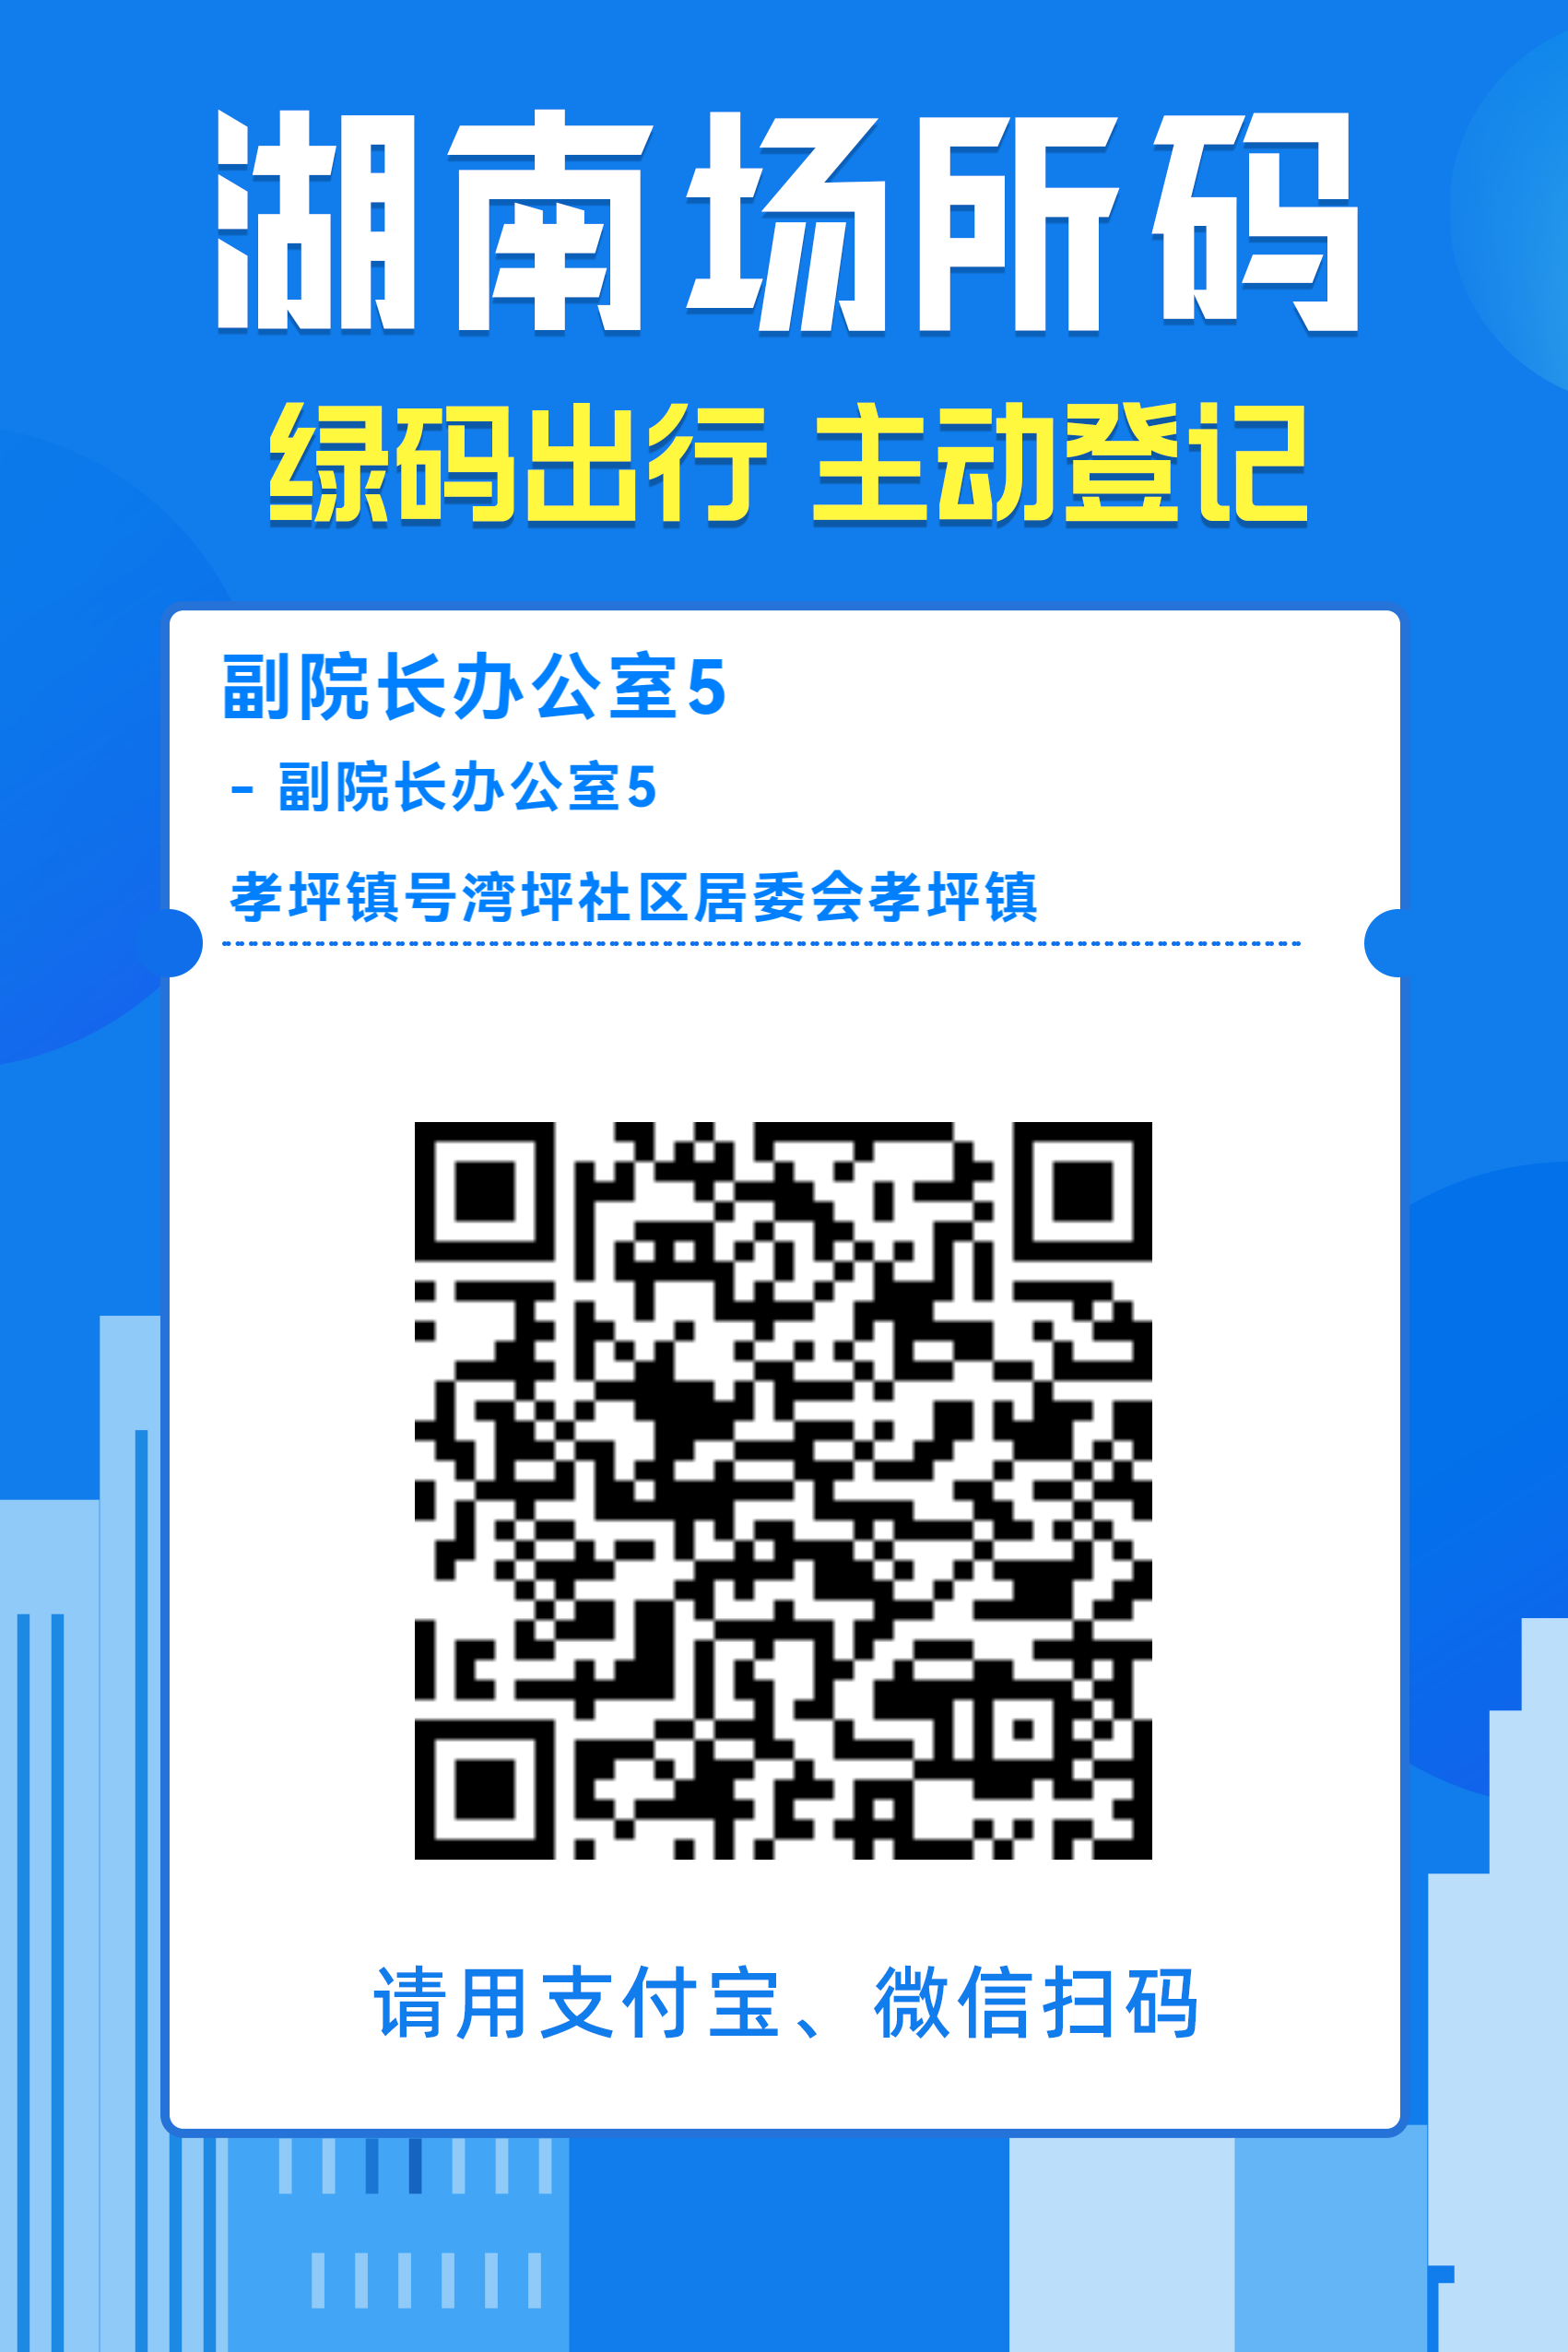 湖南场所码
绿码出行 主动登记
副院长办公室5
- 副院长办公室5
孝坪镇号湾坪社区居委会孝坪镇
请用支付宝、微信扫码